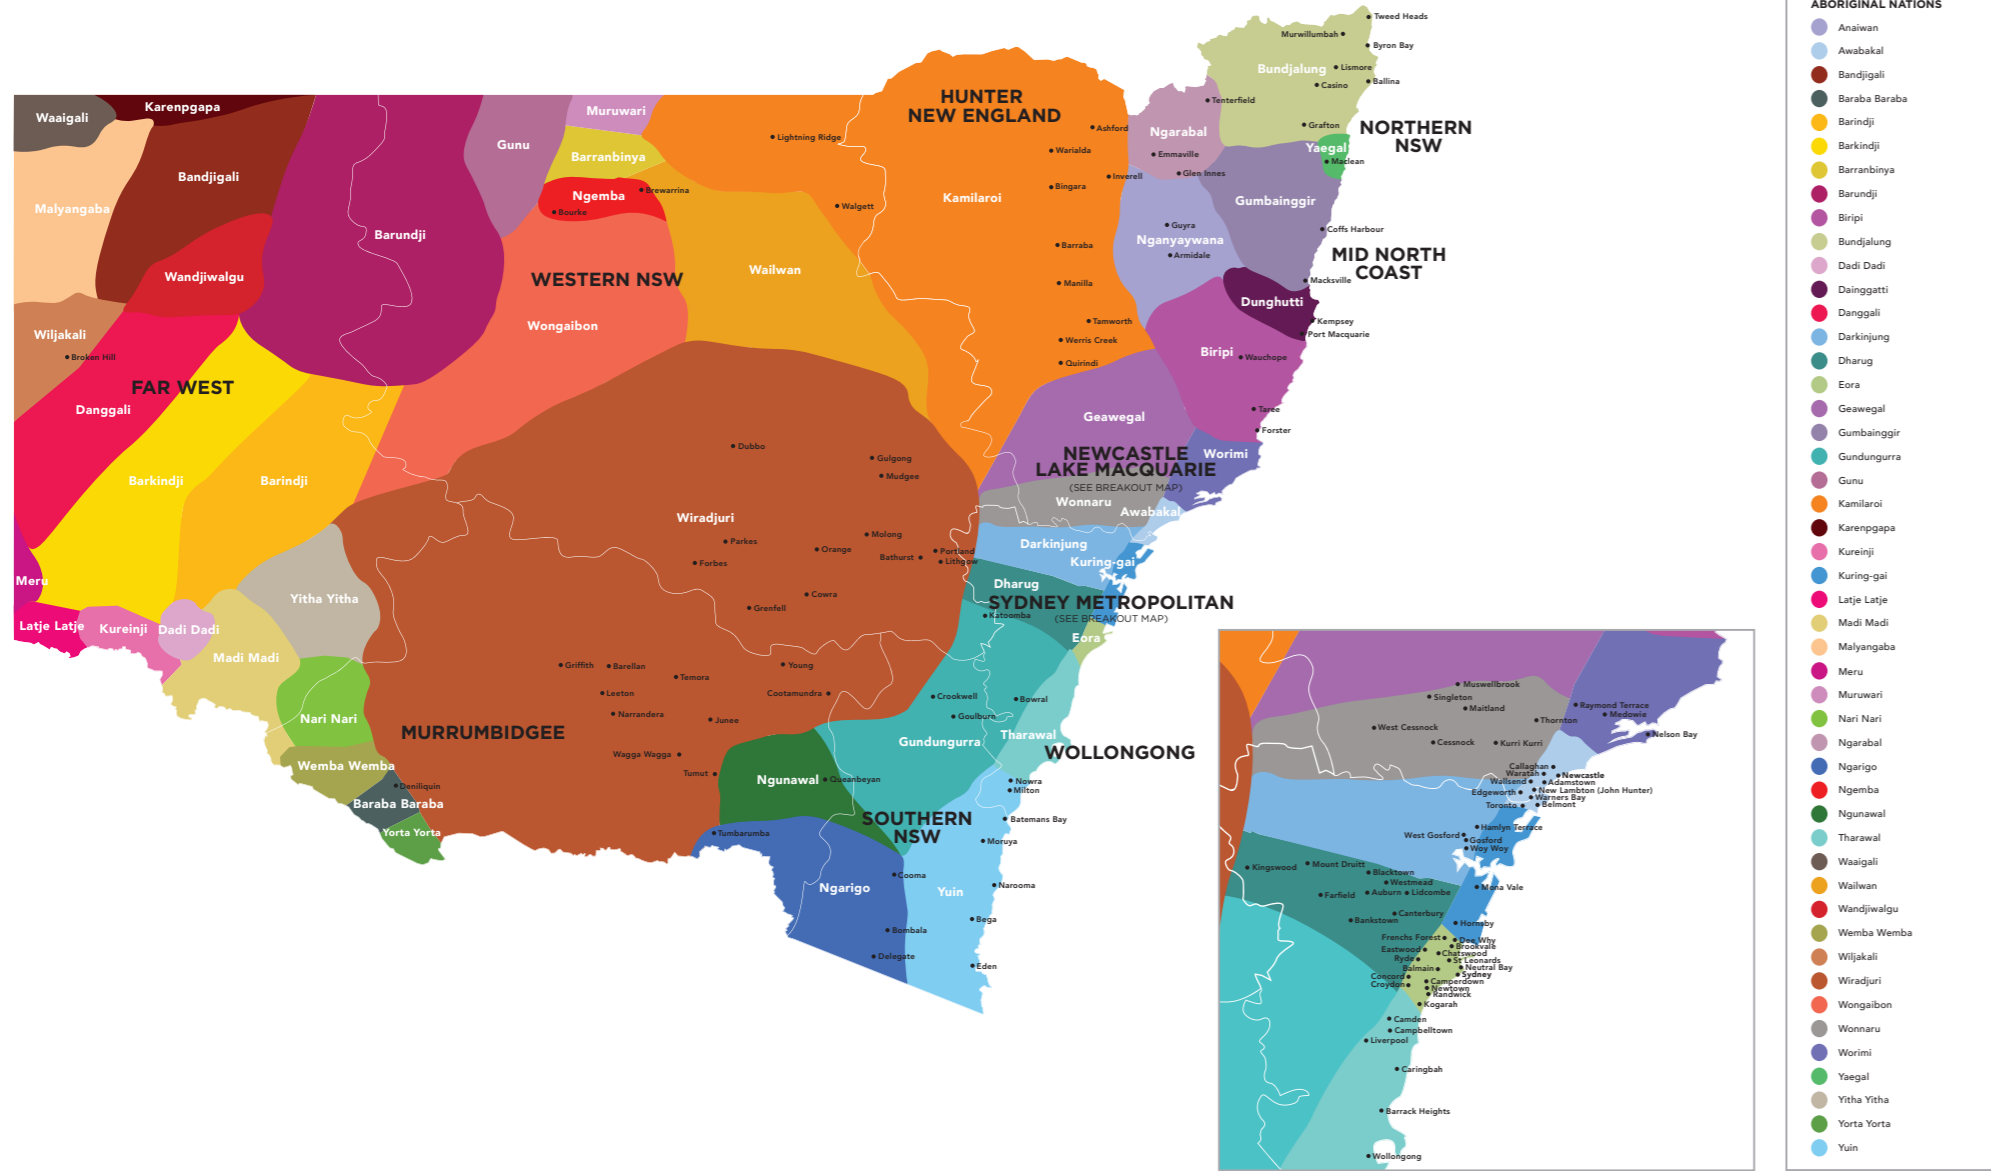 Tweed Heads
Murwillumbah
Byron Bay
Bundjalung
Lismore
Casino
Ballina
Tenterfield
Grafton
NORTHERN
NSW
Yaegal
Maclean
HUNTER
NEW ENGLAND
Ashford
Ngarabal
Emmaville
Glen Innes
Warialda
Inverell
Bingara
Kamilaroi
Gumbainggir
Guyra
Nganyaywana
Armidale
Coffs Harbour
MID NORTH
COAST
Macksville
Dunghutti
Kempsey
Port Macquarie
Barraba
Manilla
Tamworth
Werris Creek
Quirindi
Biripi
Wauchope
Taree
Forster
Geawegal
NEWCASTLE
LAKE MACQUARIE
(SEE BREAKOUT MAP)
Worimi
Wonnaru
Awabakal
Darkinjung
Kuring-gai
Dharug
SYDNEY METROPOLITAN
(SEE BREAKOUT MAP)
Katoomba
Eora
Waaigali
Karenpgapa
Malyangaba
Bandjigali
Wandjiwalgu
Wiljakali
Broken Hill
FAR WEST
Danggali
Barkindji
Barindji
Barundji
Gunu
Muruwari
Barranbinya
Ngemba
Brewarrina
Bourke
Lightning Ridge
Walgett
WESTERN NSW
Wailwan
Wongaibon
Meru
Latje Latje
Kureinji
Dadi Dadi
Madi Madi
Yitha Yitha
Nari Nari
Wemba Wemba
Deniliquin
Baraba Baraba
Yorta Yorta
Dubbo
Gulgong
Mudgee
Wiradjuri
Molong
Parkes
Orange
Bathurst
Portland
Lithgow
Forbes
Cowra
Grenfell
Griffith
Barellan
Young
Temora
Leeton
Cootamundra
Narrandera
Junee
MURRUMBIDGEE
Wagga Wagga
Tumut
Crookwell
Bowral
Goulburn
Gundungurra
Tharawal
WOLLONGONG
Ngunawal
Queanbeyan
Nowra
Milton
SOUTHERN
NSW
Batemans Bay
Tumbarumba
Moruya
Cooma
Ngarigo
Yuin
Narooma
Bega
Bombala
Delegate
Eden
Muswellbrook
Singleton
Maitland
Raymond Terrace
Medowie
Thornton
West Cessnock
Cessnock
Kurri Kurri
Nelson Bay
Callaghan
Waratah
Newcastle
Wallsend
Adamstown
Edgeworth
New Lambton (John Hunter)
Warners Bay
Toronto
Belmont
Hamlyn Terrace
West Gosford
Gosford
Woy Woy
Kingswood
Mount Druitt
Blacktown
Westmead
Mona Vale
Farfield
Auburn
Lidcombe
Canterbury
Bankstown
Hornsby
Frenchs Forest
Dee Why
Brookvale
Eastwood
Chatswood
Ryde
St Leonards
Balmain
Neutral Bay
Sydney
Concord
Camperdown
Croydon
Newtown
Randwick
Kogarah
Camden
Campbelltown
Liverpool
Caringbah
Barrack Heights
Wollongong
ABORIGINAL NATIONS
Anaiwan
Awabakal
Bandjigali
Baraba Baraba
Barindji
Barkindji
Barranbinya
Barundji
Biripi
Bundjalung
Dadi Dadi
Dainggatti
Danggali
Darkinjung
Dharug
Eora
Geawegal
Gumbainggir
Gundungurra
Gunu
Kamilaroi
Karenpgapa
Kureinji
Kuring-gai
Latje Latje
Madi Madi
Malyangaba
Meru
Muruwari
Nari Nari
Ngarabal
Ngarigo
Ngemba
Ngunawal
Tharawal
Waaigali
Wailwan
Wandjiwalgu
Wemba Wemba
Wiljakali
Wiradjuri
Wongaibon
Wonnaru
Worimi
Yaegal
Yitha Yitha
Yorta Yorta
Yuin